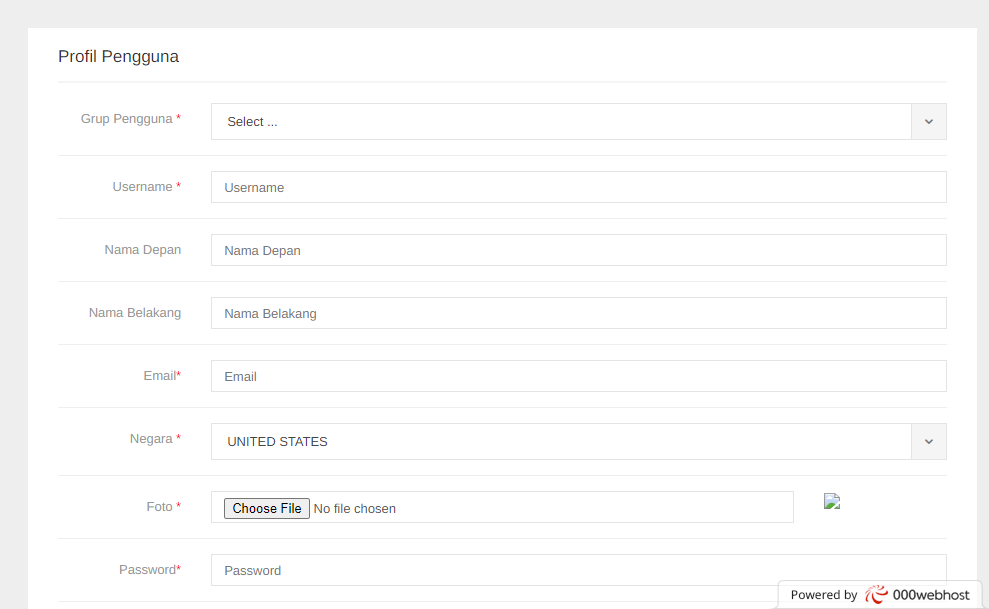 Profil Pengguna
Grup Pengguna *
Select ...
Username *
Username
Nama Depan
Nama Depan
Nama Belakang
Nama Belakang
Email*
Email
Negara *
UNITED STATES
Foto *
Choose File No file chosen
Password*
Password
Powered by 000webhost